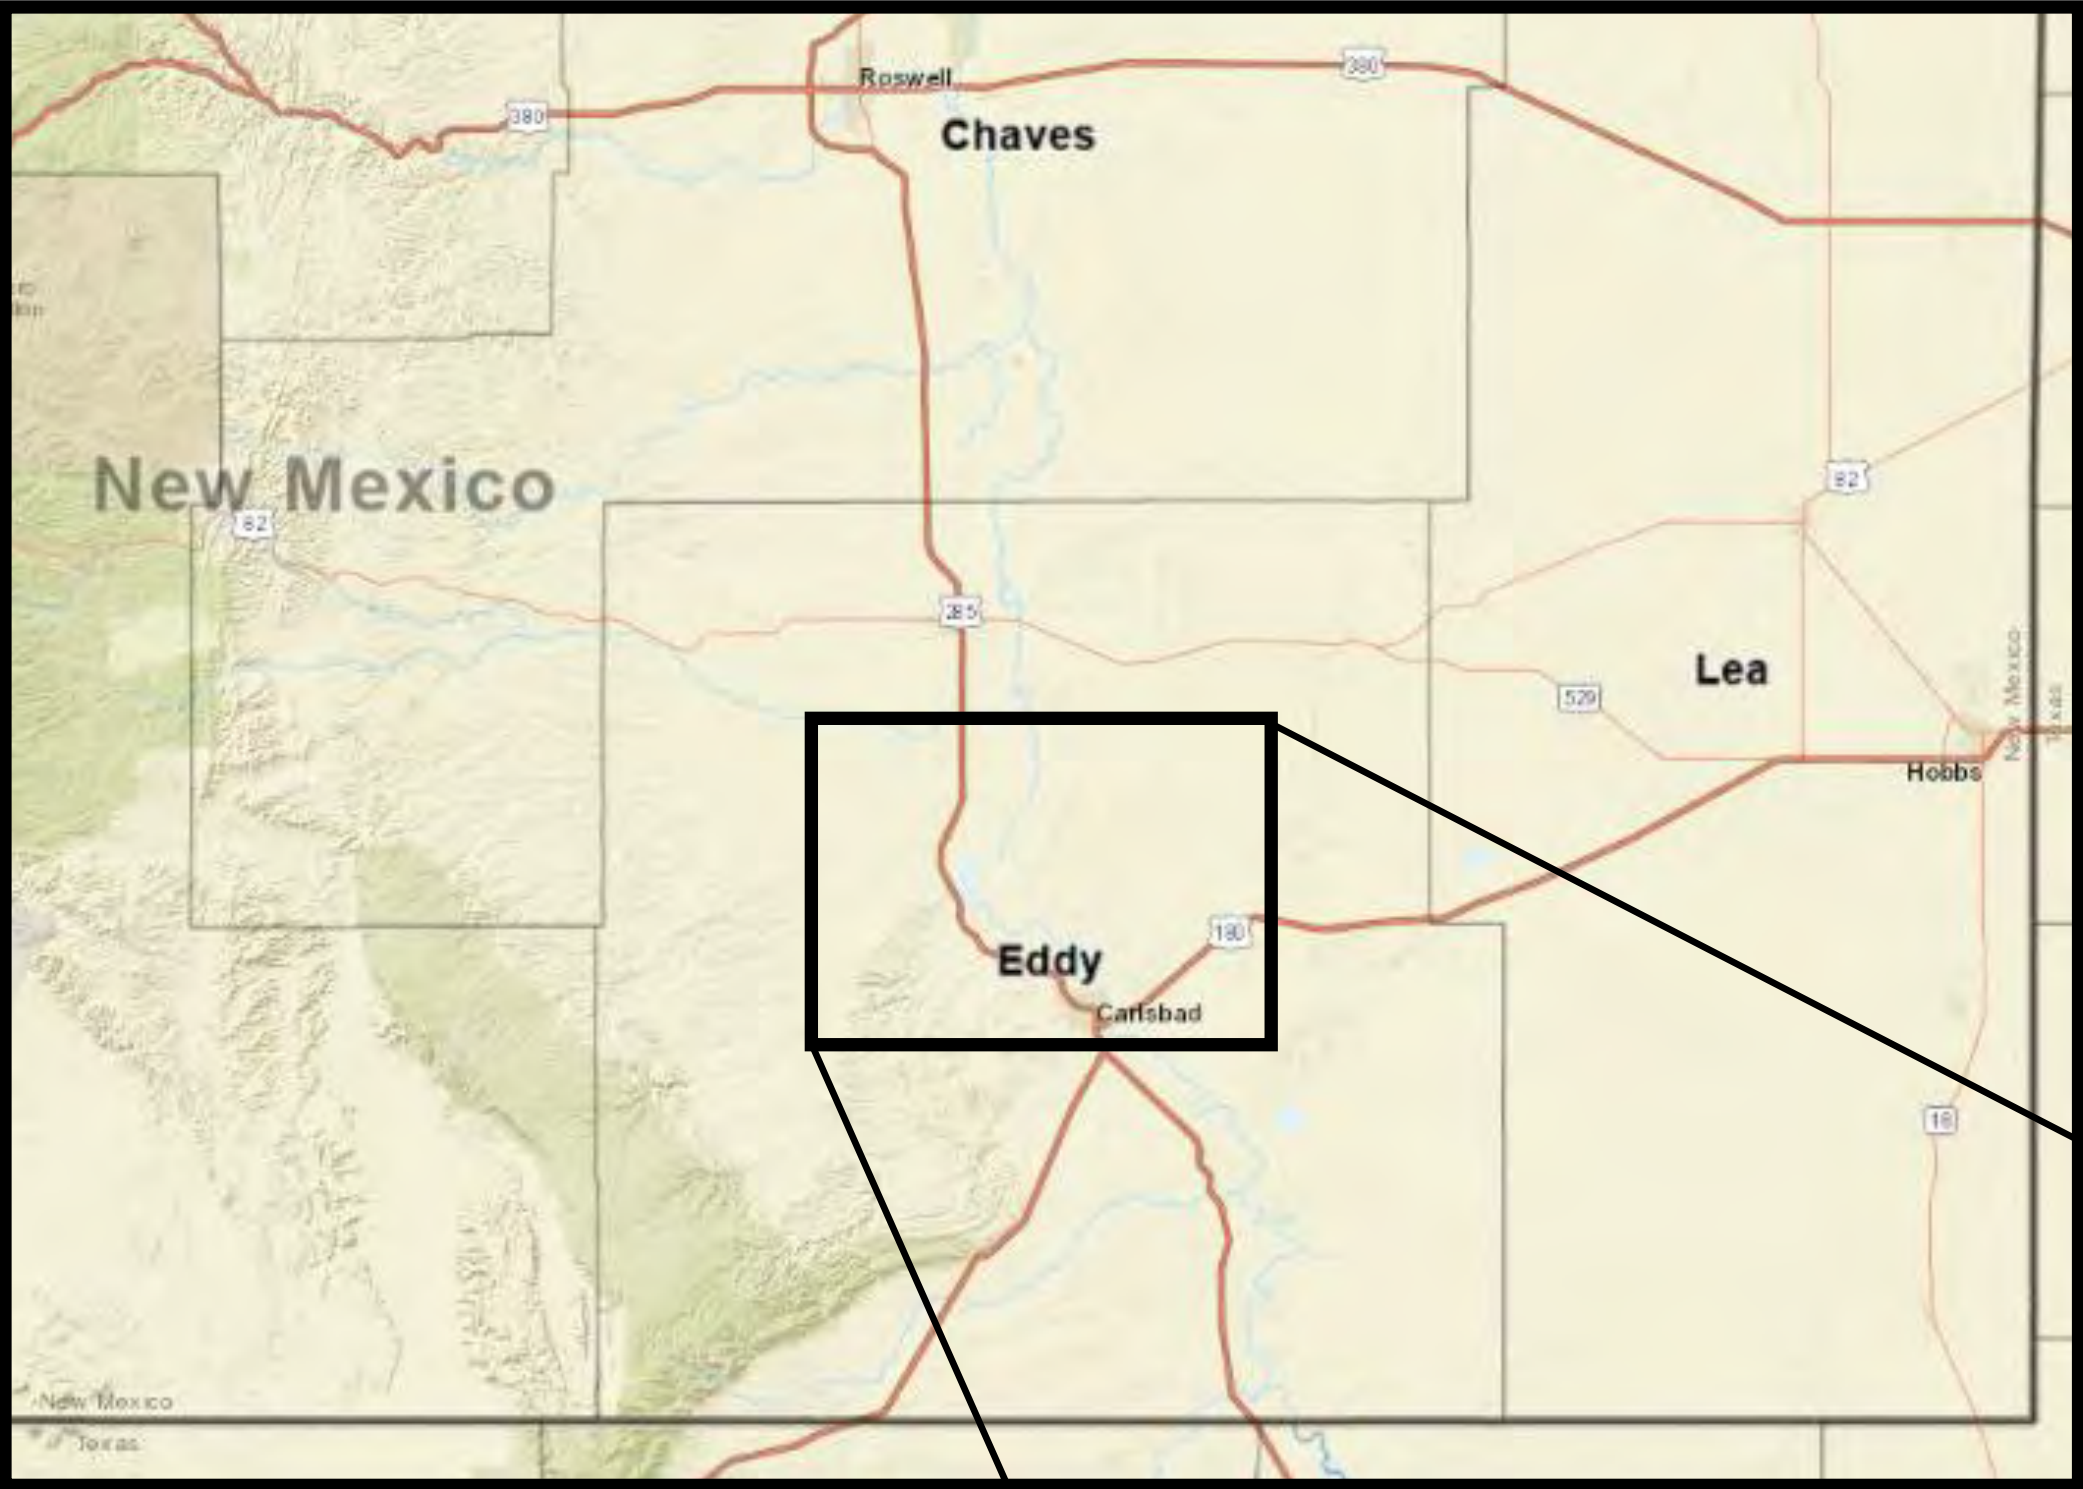 Roswell
380
380
Chaves
New Mexico
82
82
285
529
Lea
New Mexico
Texas
Hobbs
180
Eddy
Carlsbad
18
New Mexico
Texas